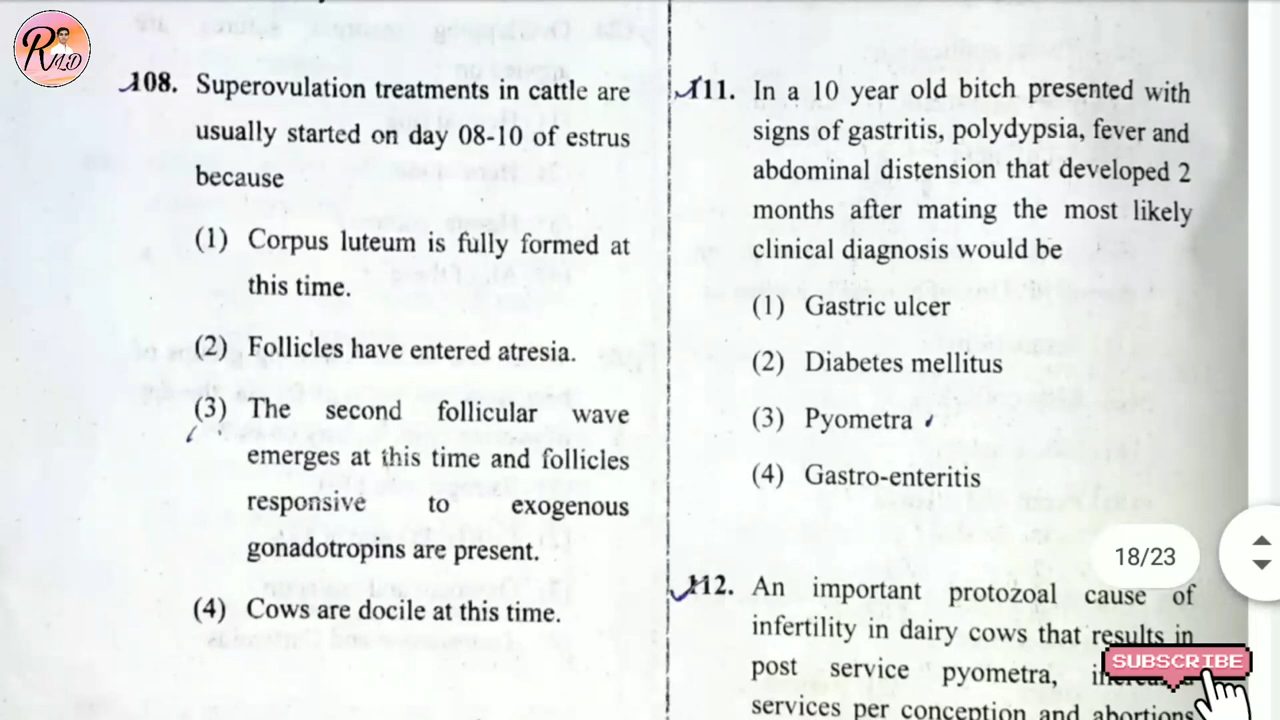 RMD
108. Superovulation treatments in cattle are
usually started on day 08-10 of estrus
because
(1) Corpus luteum is fully formed at
this time.
(2) Follicles have entered atresia.
(3) The second follicular wave
emerges at this time and follicles
responsive to exogenous
gonadotropins are present.
(4) Cows are docile at this time.
111. In a 10 year old bitch presented with
signs of gastritis, polydypsia, fever and
abdominal distension that developed 2
months after mating the most likely
clinical diagnosis would be
(1) Gastric ulcer
(2) Diabetes mellitus
(3) Pyometra
(4) Gastro-enteritis
18/23
112. An important protozoal cause of
infertility in dairy cows that results in
post service pyometra,
services per conception and abortions
SUBSCRIBE